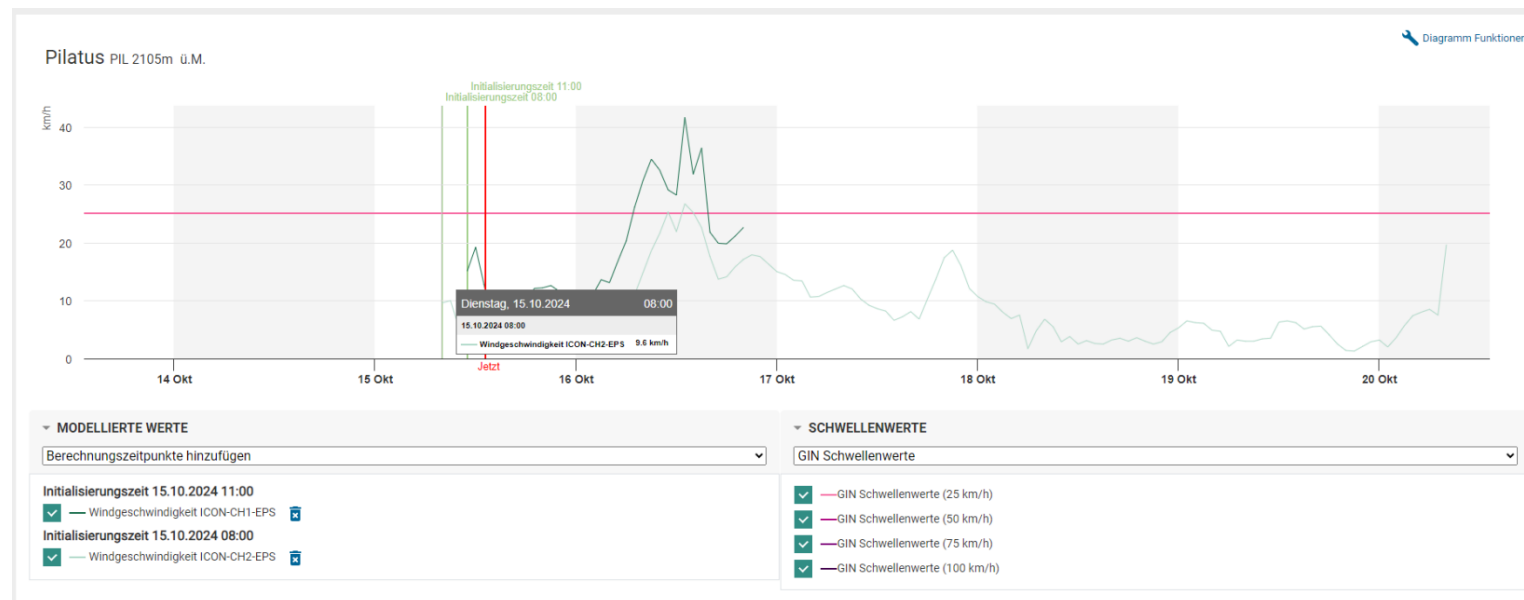 Diagramm Funktionen
Pilatus PIL 2105m ü.M.
Initialisierungszeit 11:00
Initialisierungszeit 08:00
km/h
40
30
20
10
0
Dienstag, 15.10.2024 08:00
15.10.2024 08:00
Windgeschwindigkeit ICON-CH2-EPS 9.6 km/h
Jetzt
14 Okt 15 Okt 16 Okt 17 Okt 18 Okt 19 Okt 20 Okt
MODELLIERTE WERTE
Berechnungszeitpunkte hinzufügen
Initialisierungszeit 15.10.2024 11:00
Windgeschwindigkeit ICON-CH1-EPS
Initialisierungszeit 15.10.2024 08:00
Windgeschwindigkeit ICON-CH2-EPS
SCHWELLENWERTE
GIN Schwellenwerte
GIN Schwellenwerte (25 km/h)
GIN Schwellenwerte (50 km/h)
GIN Schwellenwerte (75 km/h)
GIN Schwellenwerte (100 km/h)